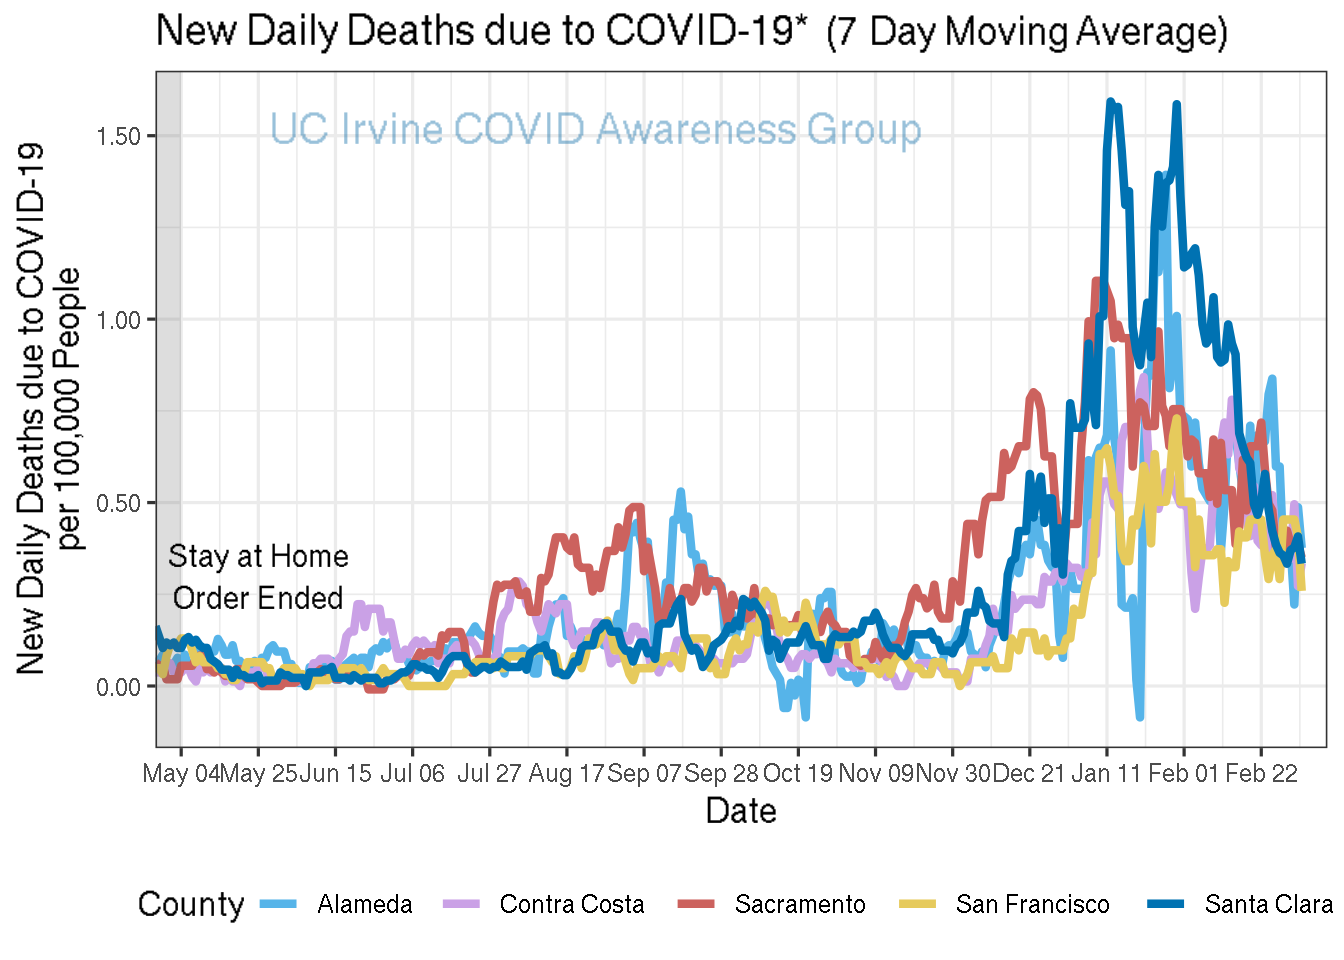 New Daily Deaths due to COVID-19* (7 Day Moving Average)
UC Irvine COVID Awareness Group
New Daily Deaths due to COVID-19
per 100,000 People
1.50
1.00
0.50
0.00
Stay at Home
Order Ended
May 04 May 25 Jun 15 Jul 06 Jul 27 Aug 17 Sep 07 Sep 28 Oct 19 Nov 09 Nov 30 Dec 21 Jan 11 Feb 01 Feb 22
Date
County Alameda Contra Costa Sacramento San Francisco Santa Clara